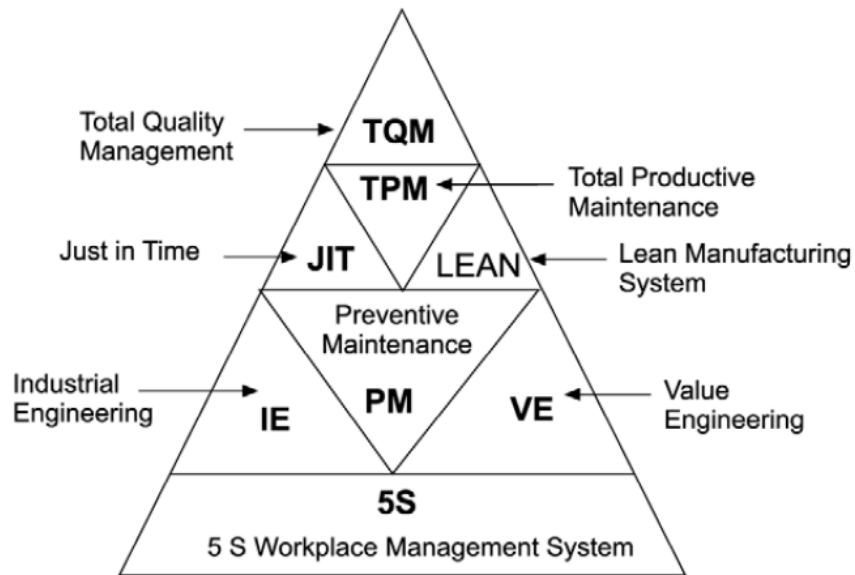 Total Quality
Management
TQM
TPM
Total Productive
Maintenance
Just in Time
JIT
LEAN
Lean Manufacturing
System
Preventive
Maintenance
Industrial
Engineering
IE
PM
VE
Value
Engineering
5S
5 S Workplace Management System